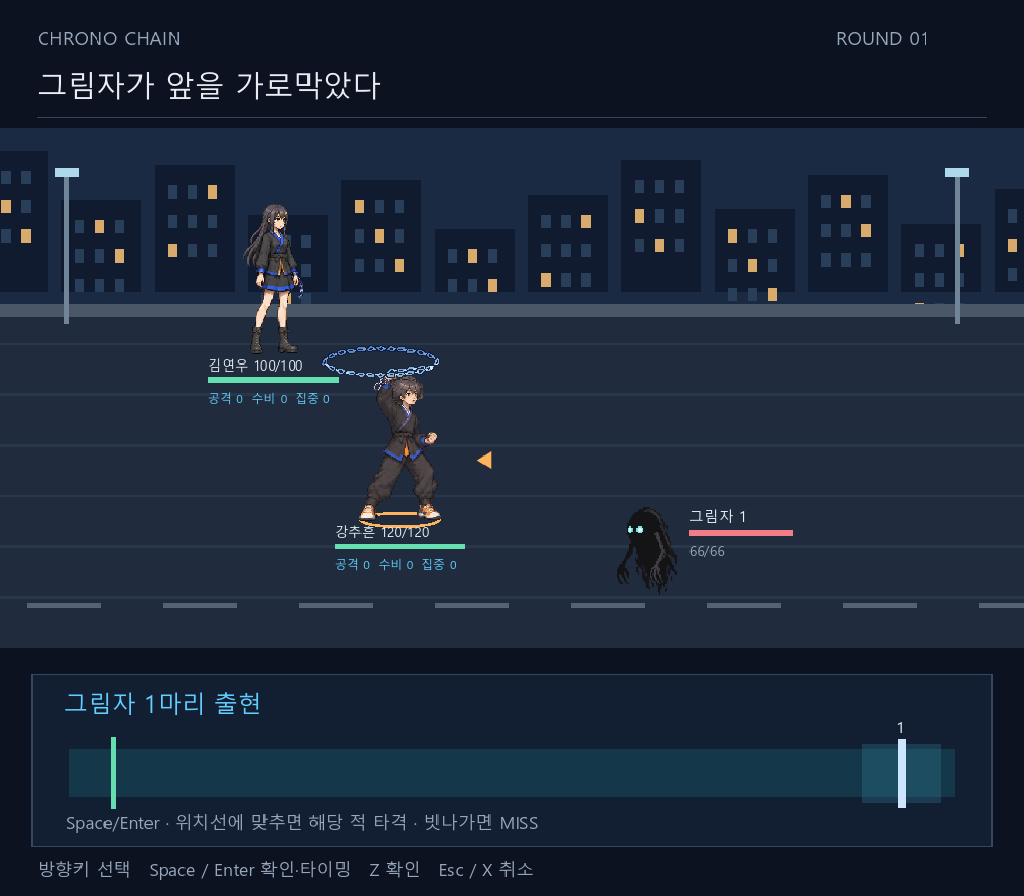 CHRONO CHAIN
ROUND 01
그림자가 앞을 가로막았다
김연우 100/100
공격 0 수비 0 집중 0
강추흔 120/120
공격 0 수비 0 집중 0
그림자 1
66/66
그림자 1마리 출현
1
Space/Enter · 위치선에 맞추면 해당 적 타격 · 빗나가면 MISS
방향키 선택 Space / Enter 확인·타이밍 Z 확인 Esc / X 취소